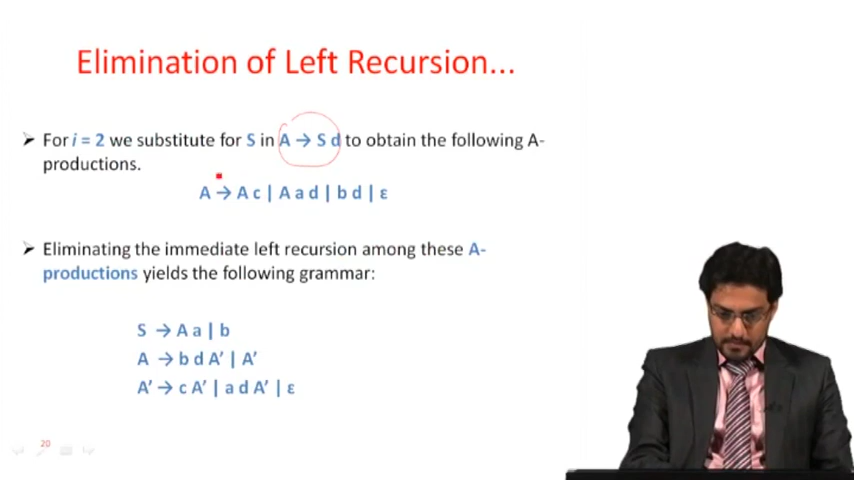 Elimination of Left Recursion...
➢ For i = 2 we substitute for S in A → S d to obtain the following A-
productions.
A → A c | A a d | b d | ε
➢ Eliminating the immediate left recursion among these A-
productions yields the following grammar:
S → A a | b
A → b d A’ | A’
A’ → c A’ | a d A’ | ε
20